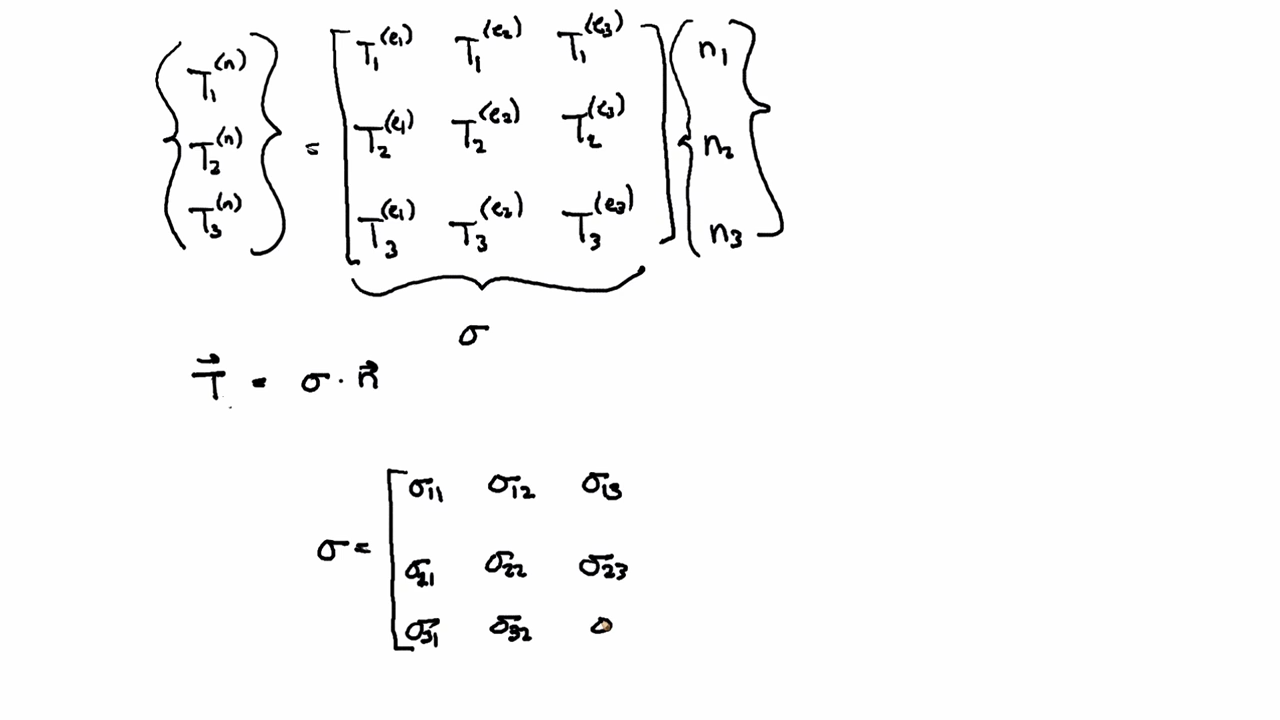 {T₁⁽ⁿ⁾ T₂⁽ⁿ⁾ T₃⁽ⁿ⁾} = [T₁^(e₁) T₁^(e₂) T₁^(e₃)] {n₁
T₂^(e₁) T₂^(e₂) T₂^(e₃) n₂
T₃^(e₁) T₃^(e₂) T₃^(e₃) n₃}
σ
T⃗ = σ · n⃗
σ₁₁ σ₁₂ σ₁₃
σ = [σ₂₁ σ₂₂ σ₂₃
σ₃₁ σ₃₂ σ